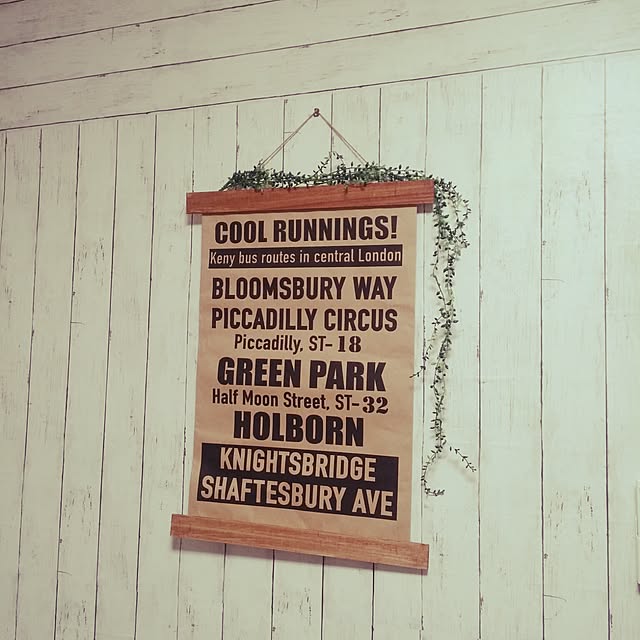 COOL RUNNINGS!
Keny bus routes in central London
BLOOMSBURY WAY
PICCADILLY CIRCUS
Piccadilly, ST-18
GREEN PARK
Half Moon Street, ST-32
HOLBORN
KNIGHTSBRIDGE
SHAFTESBURY AVE